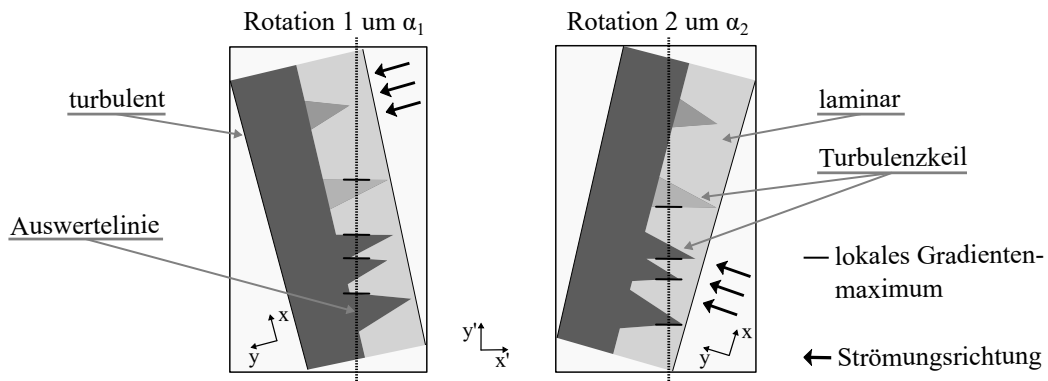 Rotation 1 um α₁
Rotation 2 um α₂
turbulent
laminar
Turbulenzkeil
Auswertelinie
lokales Gradienten-
maximum
Strömungsrichtung
x
y
y'
x'
x
y